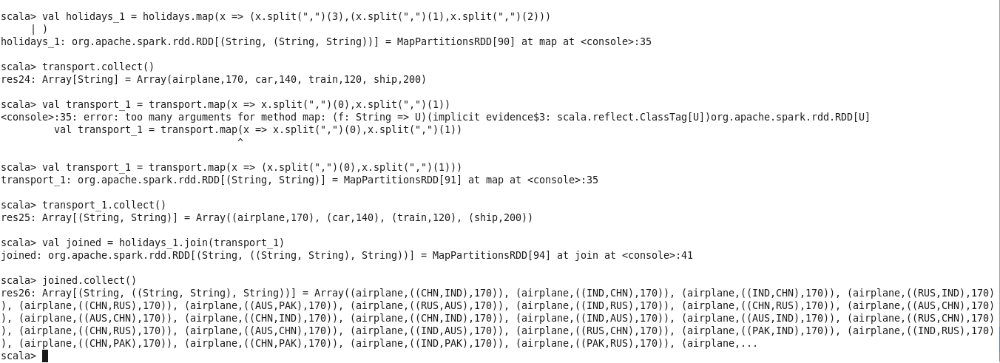 scala> val holidays_1 = holidays.map(x => (x.split(",")(3),(x.split(",")(1),x.split(",")(2)))
     | )
holidays_1: org.apache.spark.rdd.RDD[(String, (String, String))] = MapPartitionsRDD[90] at map at <console>:35
scala> transport.collect()
res24: Array[String] = Array(airplane,170, car,140, train,120, ship,200)
scala> val transport_1 = transport.map(x => x.split(",")(0),x.split(",")(1))
<console>:35: error: too many arguments for method map: (f: String => U)(implicit evidence$3: scala.reflect.ClassTag[U])org.apache.spark.rdd.RDD[U]
         val transport_1 = transport.map(x => x.split(",")(0),x.split(",")(1))
                                        ^
scala> val transport_1 = transport.map(x => (x.split(",")(0),x.split(",")(1)))
transport_1: org.apache.spark.rdd.RDD[(String, String)] = MapPartitionsRDD[91] at map at <console>:35
scala> transport_1.collect()
res25: Array[(String, String)] = Array((airplane,170), (car,140), (train,120), (ship,200))
scala> val joined = holidays_1.join(transport_1)
joined: org.apache.spark.rdd.RDD[(String, ((String, String), String))] = MapPartitionsRDD[94] at join at <console>:41
scala> joined.collect()
res26: Array[(String, ((String, String), String))] = Array((airplane,((CHN,IND),170)), (airplane,((IND,CHN),170)), (airplane,((IND,CHN),170)), (airplane,((RUS,IND),170)
), (airplane,((CHN,RUS),170)), (airplane,((AUS,PAK),170)), (airplane,((RUS,AUS),170)), (airplane,((IND,RUS),170)), (airplane,((CHN,RUS),170)), (airplane,((AUS,CHN),170)
), (airplane,((AUS,CHN),170)), (airplane,((CHN,IND),170)), (airplane,((CHN,IND),170)), (airplane,((IND,AUS),170)), (airplane,((AUS,IND),170)), (airplane,((RUS,CHN),170)
), (airplane,((CHN,RUS),170)), (airplane,((AUS,CHN),170)), (airplane,((IND,AUS),170)), (airplane,((RUS,CHN),170)), (airplane,((PAK,IND),170)), (airplane,((IND,RUS),170)
), (airplane,((CHN,PAK),170)), (airplane,((CHN,PAK),170)), (airplane,((IND,PAK),170)), (airplane,((PAK,RUS),170)), (airplane,...
scala>